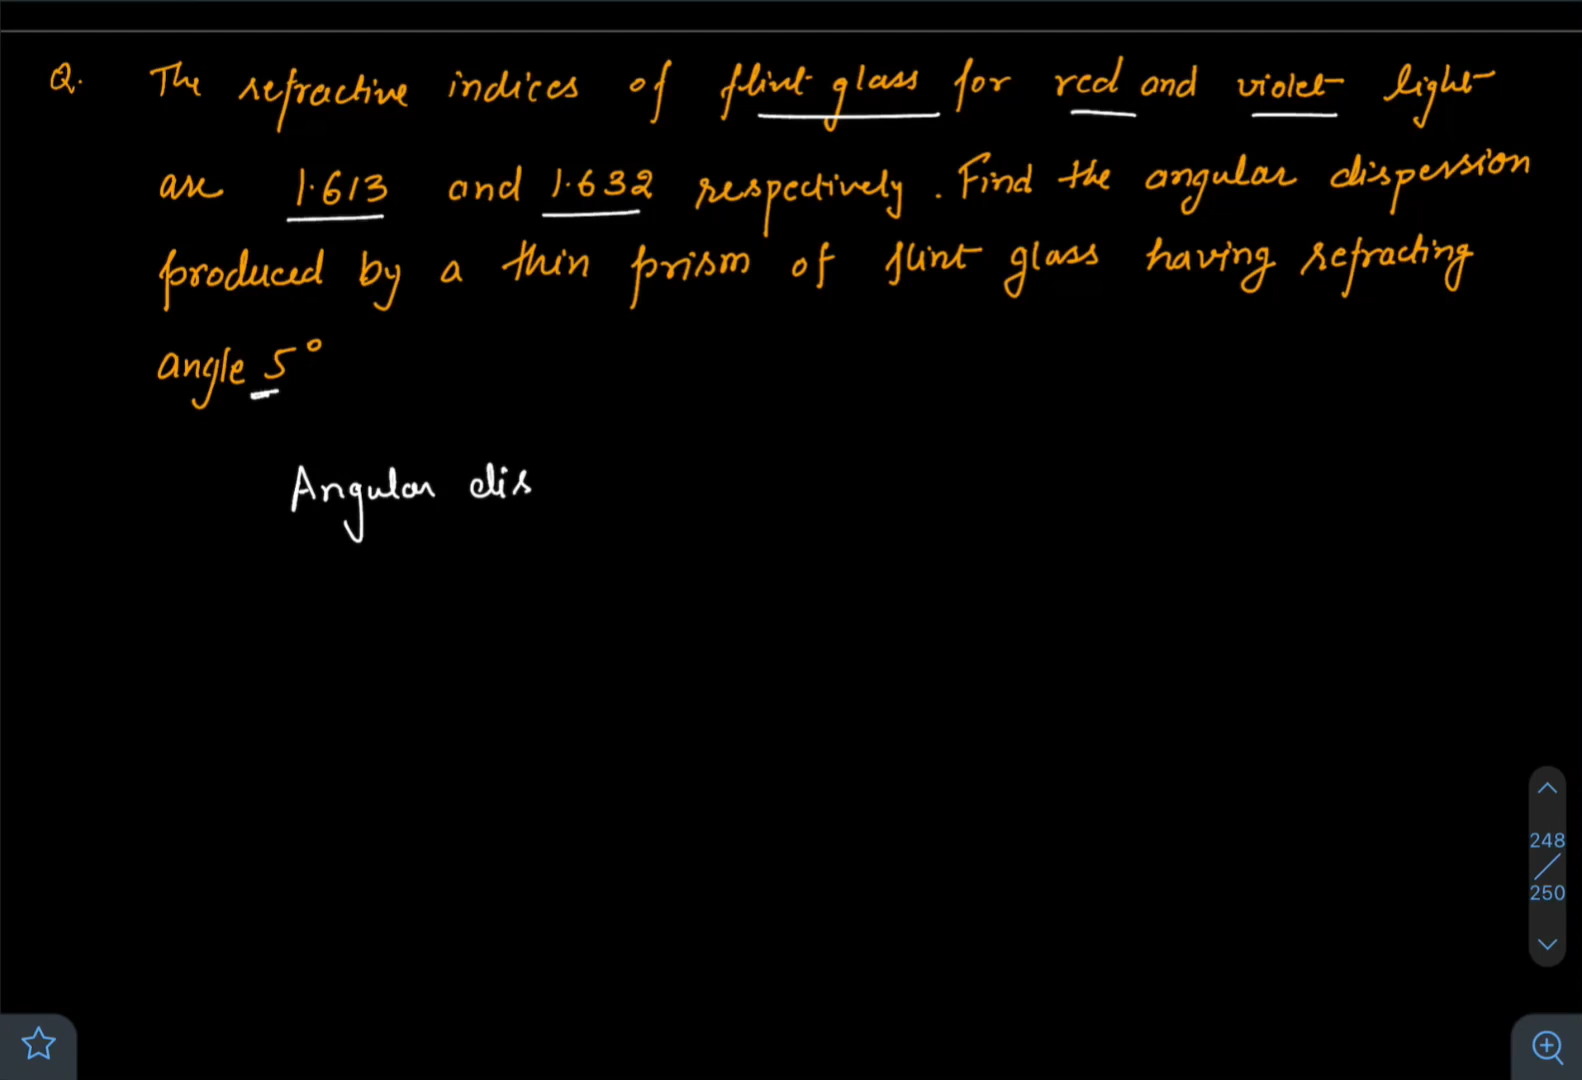 Q. The refractive indices of flint glass for red and violet light
are 1.613 and 1.632 respectively. Find the angular dispession
produced by a thin prism of flint glass having refracting
angle 5°
Angular dis
248
/
250